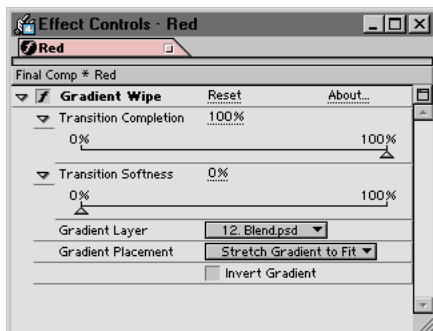 Effect Controls · Red
Red
Final Comp * Red
Gradient Wipe Reset About...
Transition Completion 100%
0% 100%
Transition Softness 0%
0% 100%
Gradient Layer 12. Blend.psd
Gradient Placement Stretch Gradient to Fit
Invert Gradient